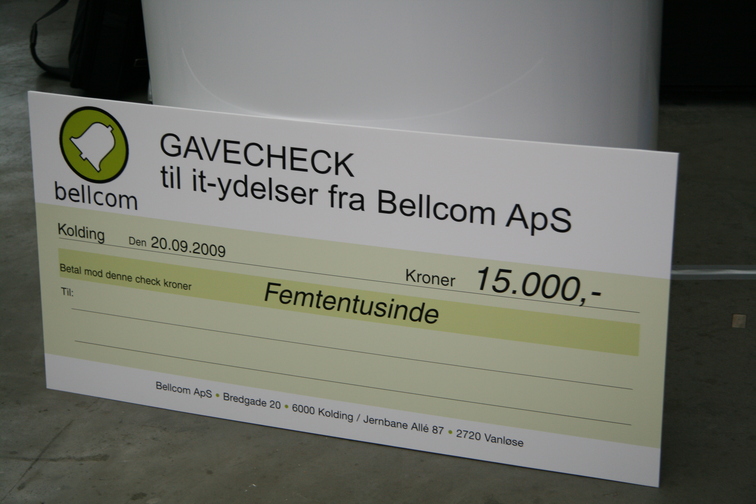 bellcom
GAVECHECK
til it-ydelser fra Bellcom ApS
Kolding Den 20.09.2009 Kroner 15.000,-
Betal mod denne check kroner Femtentusinde
Til:
Bellcom ApS • Bredgade 20 • 6000 Kolding / Jernbane Allé 87 • 2720 Vanløse